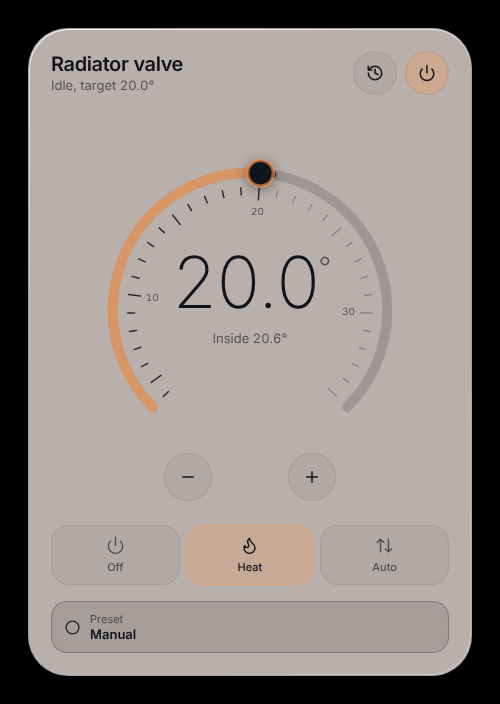 Radiator valve
Idle, target 20.0°
20
10
30
20.0°
Inside 20.6°
Off
Heat
Auto
Preset
Manual